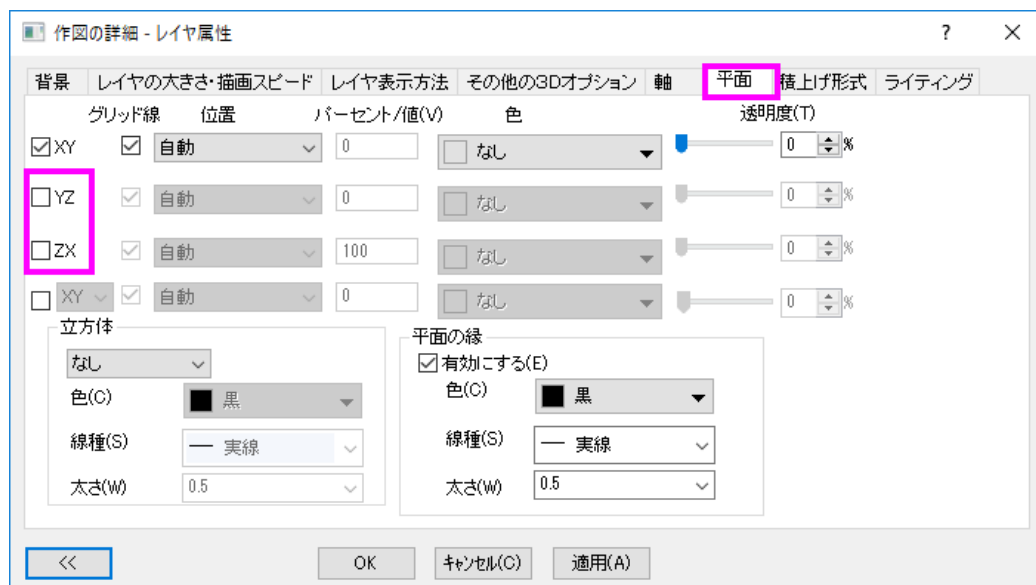 作図の詳細 - レイヤ属性 ?
背景 レイヤの大きさ・描画スピード レイヤ表示方法 その他の3Dオプション 軸 平面 積上げ形式 ライティング
グリッド線 位置 パーセント/値(V) 色 透明度(T)
XY 自動 0 なし 0 %
YZ 自動 0 なし 0 %
ZX 自動 100 なし 0 %
XY 自動 0 なし 0 %
立方体 平面の縁
なし 有効にする(E)
色(C) 黒 色(C) 黒
線種(S) 実線 線種(S) 実線
太さ(W) 0.5 太さ(W) 0.5
<< OK キャンセル(C) 適用(A)